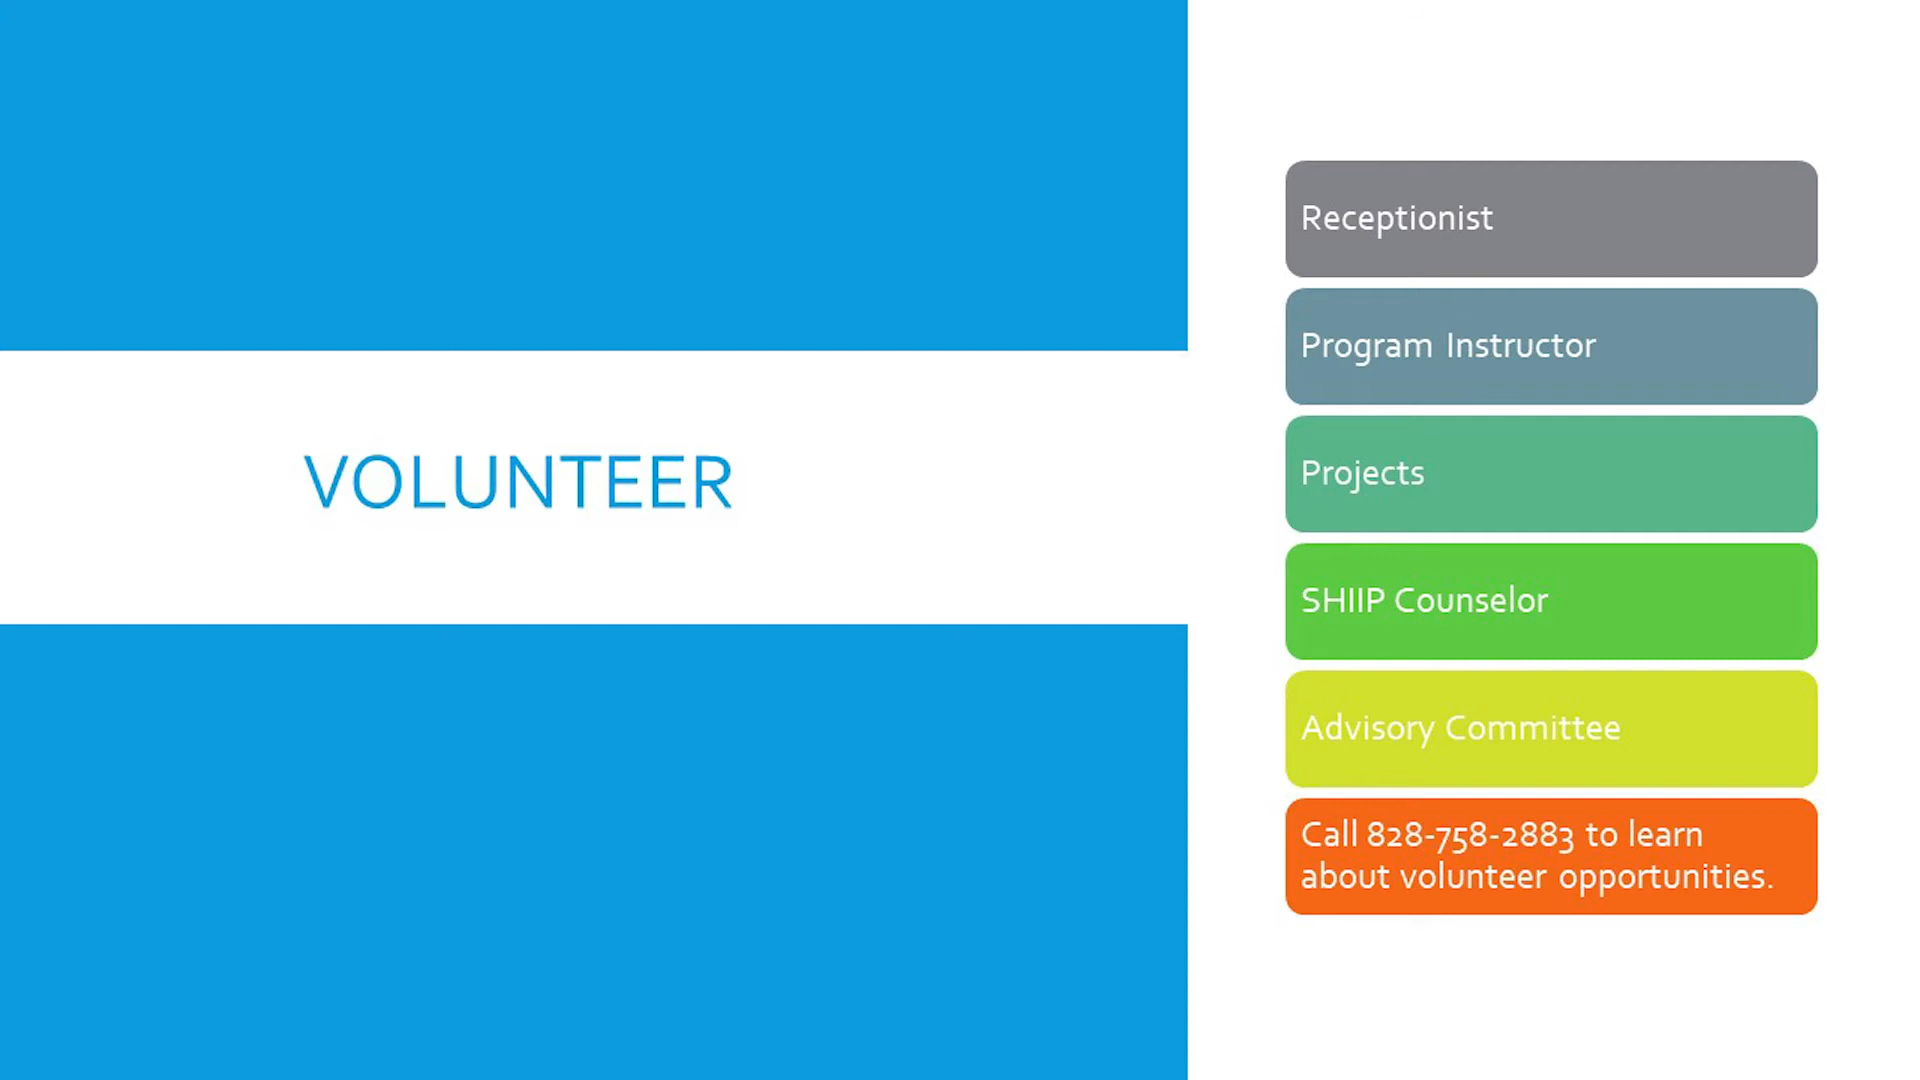 VOLUNTEER
Receptionist
Program Instructor
Projects
SHIIP Counselor
Advisory Committee
Call 828-758-2883 to learn
about volunteer opportunities.